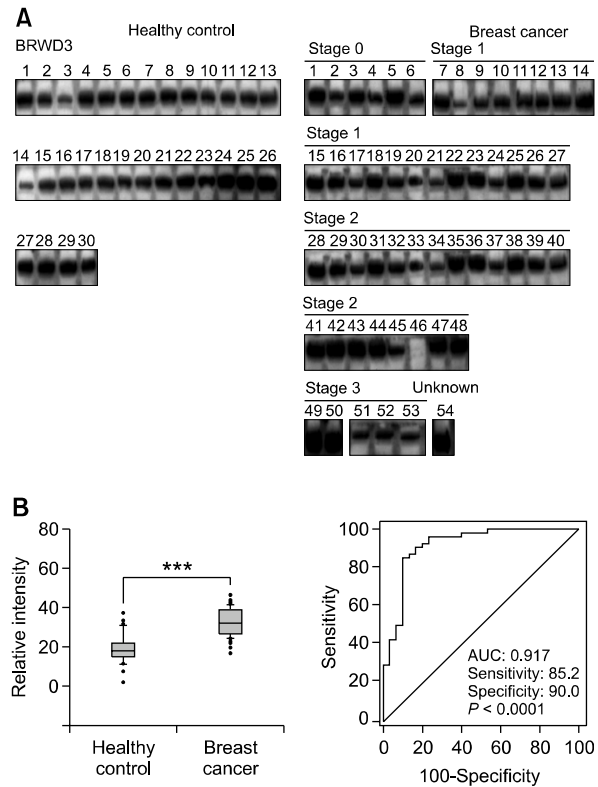 A
Healthy control
BRWD3
1 2 3 4 5 6 7 8 9 10 11 12 13
14 15 16 17 18 19 20 21 22 23 24 25 26
27 28 29 30
Breast cancer
Stage 0
Stage 1
1 2 3 4 5 6
7 8 9 10 11 12 13 14
Stage 1
15 16 17 18 19 20 21 22 23 24 25 26 27
Stage 2
28 29 30 31 32 33 34 35 36 37 38 39 40
Stage 2
41 42 43 44 45 46 47 48
Stage 3
Unknown
49 50 51 52 53 54
B
Relative intensity
80
60
40
20
0
***
Healthy control
Breast cancer
Sensitivity
100
80
60
40
20
0
AUC: 0.917
Sensitivity: 85.2
Specificity: 90.0
P < 0.0001
0 20 40 60 80 100
100-Specificity